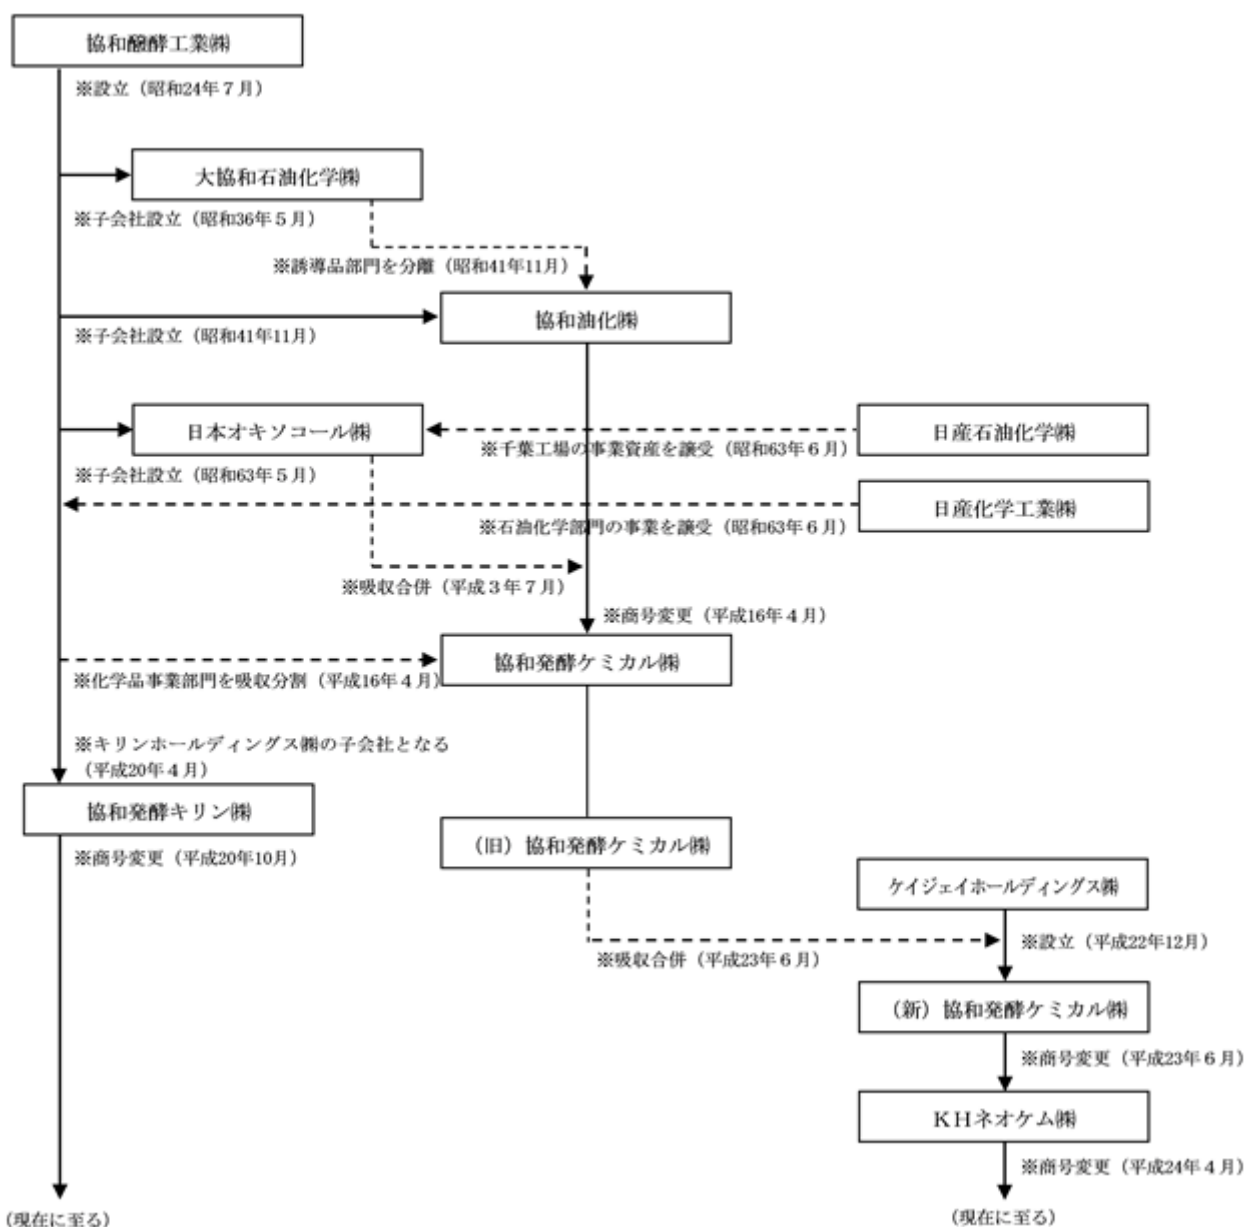 協和醱酵工業㈱
※設立（昭和24年７月）
大協和石油化学㈱
※子会社設立（昭和36年５月）
※誘導品部門を分離（昭和41年11月）
協和油化㈱
※子会社設立（昭和41年11月）
日本オキソコール㈱
日産石油化学㈱
※千葉工場の事業資産を譲受（昭和63年６月）
※子会社設立（昭和63年５月）
日産化学工業㈱
※石油化学部門の事業を譲受（昭和63年６月）
※吸収合併（平成３年７月）
※商号変更（平成16年４月）
協和発酵ケミカル㈱
※化学品事業部門を吸収分割（平成16年４月）
※キリンホールディングス㈱の子会社となる
（平成20年４月）
協和発酵キリン㈱
※商号変更（平成20年10月）
（旧）協和発酵ケミカル㈱
ケイジェイホールディングス㈱
※設立（平成22年12月）
※吸収合併（平成23年６月）
（新）協和発酵ケミカル㈱
※商号変更（平成23年６月）
ＫＨネオケム㈱
※商号変更（平成24年４月）
（現在に至る）
（現在に至る）